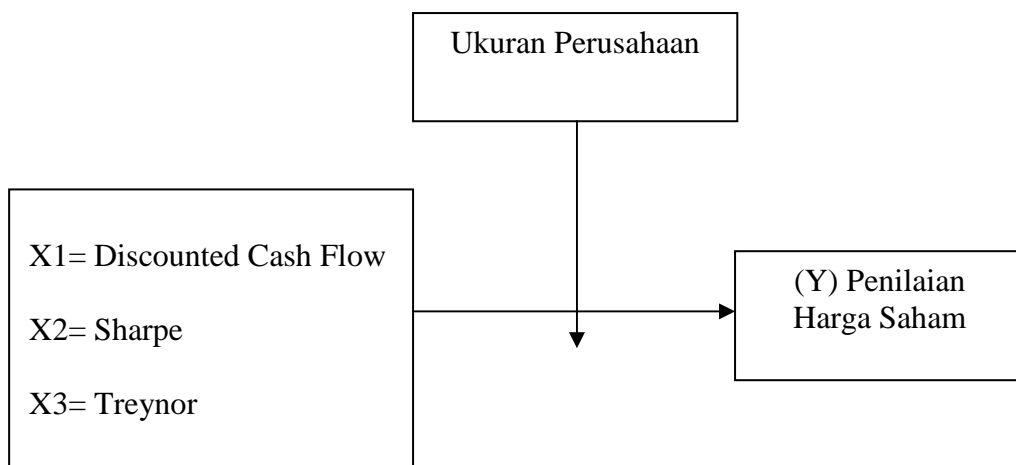 Ukuran Perusahaan
X1= Discounted Cash Flow
X2= Sharpe
X3= Treynor
(Y) Penilaian
Harga Saham